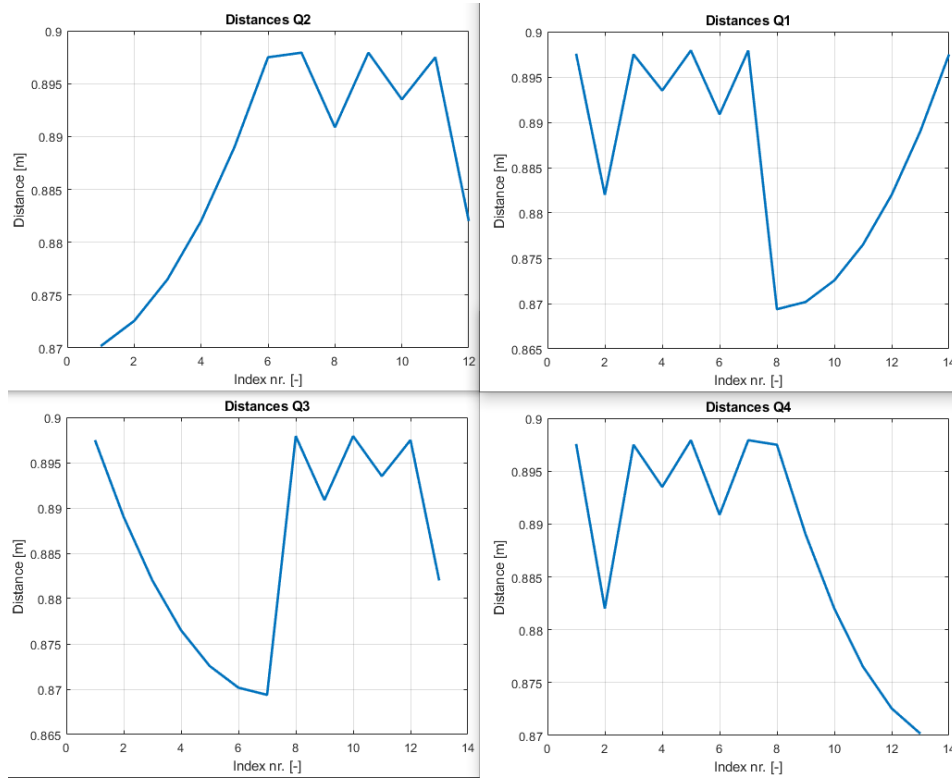 Distances Q2
0.9
0.895
0.89
0.885
0.88
0.875
0.87
Distance [m]
0 2 4 6 8 10 12
Index nr. [-]
Distances Q1
0.9
0.895
0.89
0.885
0.88
0.875
0.87
0.865
Distance [m]
0 2 4 6 8 10 12 14
Index nr. [-]
Distances Q3
0.9
0.895
0.89
0.885
0.88
0.875
0.87
0.865
Distance [m]
0 2 4 6 8 10 12 14
Index nr. [-]
Distances Q4
0.9
0.895
0.89
0.885
0.88
0.875
0.87
Distance [m]
0 2 4 6 8 10 12 14
Index nr. [-]